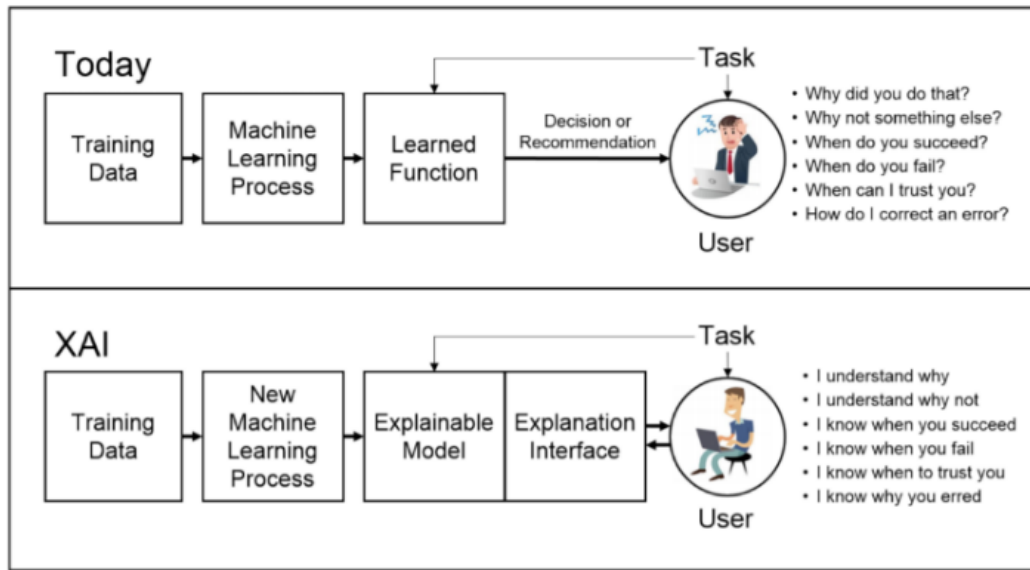 Today
Task
Training
Data
Machine
Learning
Process
Learned
Function
Decision or
Recommendation
User
• Why did you do that?
• Why not something else?
• When do you succeed?
• When do you fail?
• When can I trust you?
• How do I correct an error?
XAI
Task
Training
Data
New
Machine
Learning
Process
Explainable
Model
Explanation
Interface
User
• I understand why
• I understand why not
• I know when you succeed
• I know when you fail
• I know when to trust you
• I know why you erred